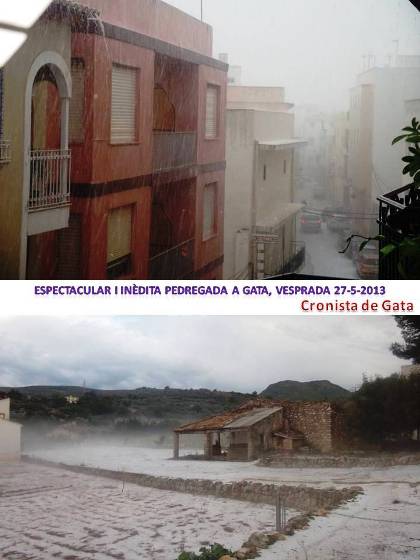 ESPECTACULAR I INÈDITA PEDREGADA A GATA, VESPRADA 27-5-2013
Cronista de Gata